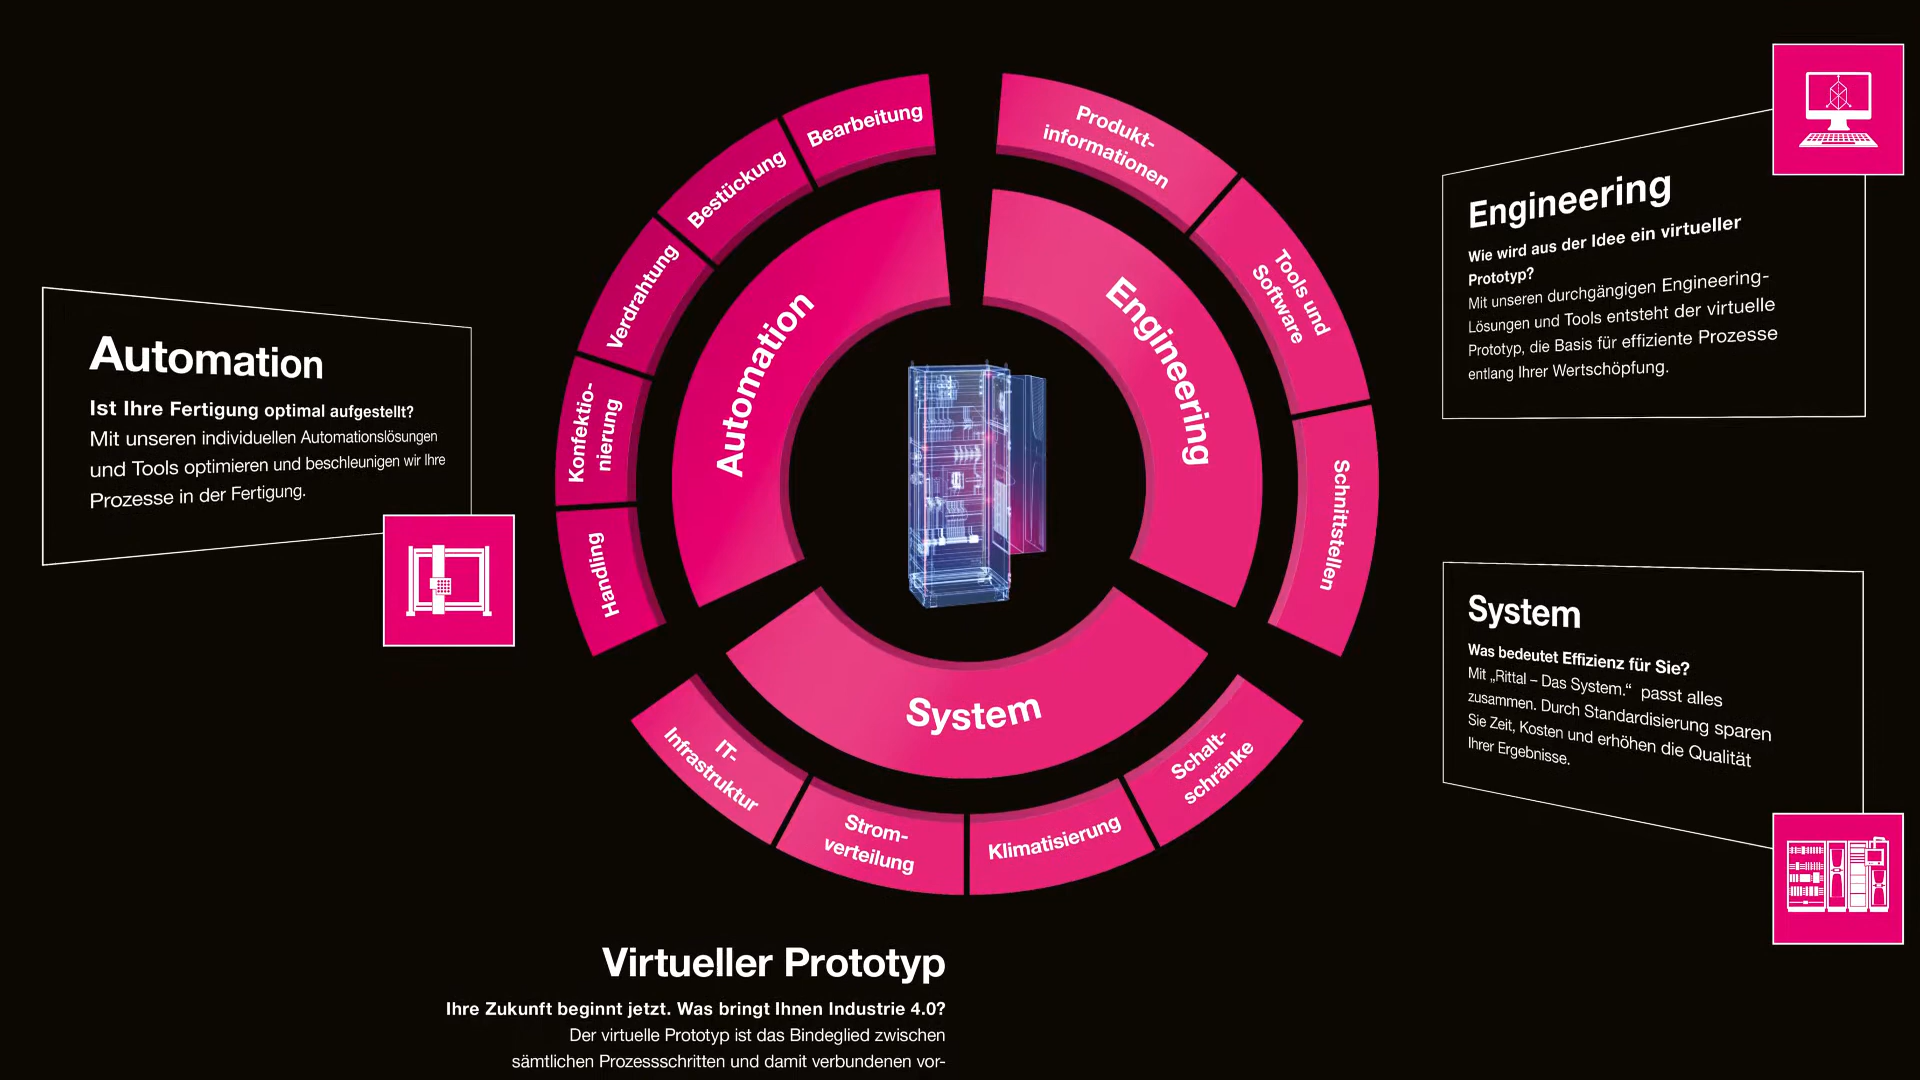 Bearbeitung
Bestückung
Verdrahtung
Konfektio-
nierung
Handling
Automation
Produkt-
informationen
Tools und
Software
Schnittstellen
Engineering
System
IT-
Infrastruktur
Strom-
verteilung
Klimatisierung
Schalt-
schränke
Automation
Ist Ihre Fertigung optimal aufgestellt?
Mit unseren individuellen Automationslösungen
und Tools optimieren und beschleunigen wir Ihre
Prozesse in der Fertigung.
Engineering
Wie wird aus der Idee ein virtueller
Prototyp?
Mit unseren durchgängigen Engineering-
Lösungen und Tools entsteht der virtuelle
Prototyp, die Basis für effiziente Prozesse
entlang Ihrer Wertschöpfung.
System
Was bedeutet Effizienz für Sie?
Mit „Rittal – Das System.“ passt alles
zusammen. Durch Standardisierung sparen
Sie Zeit, Kosten und erhöhen die Qualität
Ihrer Ergebnisse.
Virtueller Prototyp
Ihre Zukunft beginnt jetzt. Was bringt Ihnen Industrie 4.0?
Der virtuelle Prototyp ist das Bindeglied zwischen
sämtlichen Prozessschritten und damit verbundenen vor-